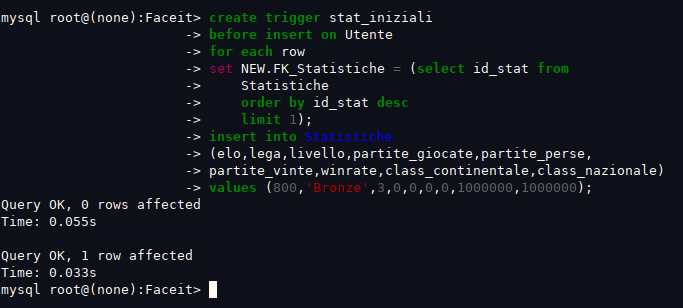 mysql root@(none):Faceit> create trigger stat_iniziali
-> before insert on Utente
-> for each row
-> set NEW.FK_Statistiche = (select id_stat from
-> Statistiche
-> order by id_stat desc
-> limit 1);
-> insert into Statistiche
-> (elo,lega,livello,partite_giocate,partite_perse,
-> partite_vinte,winrate,class_continentale,class_nazionale)
-> values (800,'Bronze',3,0,0,0,0,1000000,1000000);
Query OK, 0 rows affected
Time: 0.055s
Query OK, 1 row affected
Time: 0.033s
mysql root@(none):Faceit>